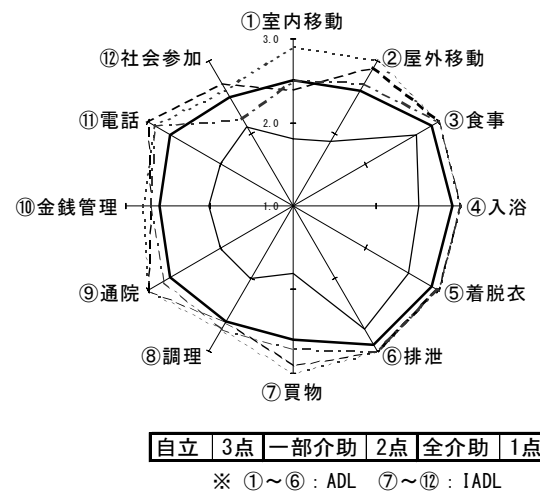 ①室内移動
3.0
②屋外移動
⑫社会参加
⑪電話
2.0
③食事
⑩金銭管理
1.0
④入浴
⑨通院
⑤着脱衣
⑧調理
⑥排泄
⑦買物
自立 3点 一部介助 2点 全介助 1点
※ ①～⑥：ADL ⑦～⑫：IADL